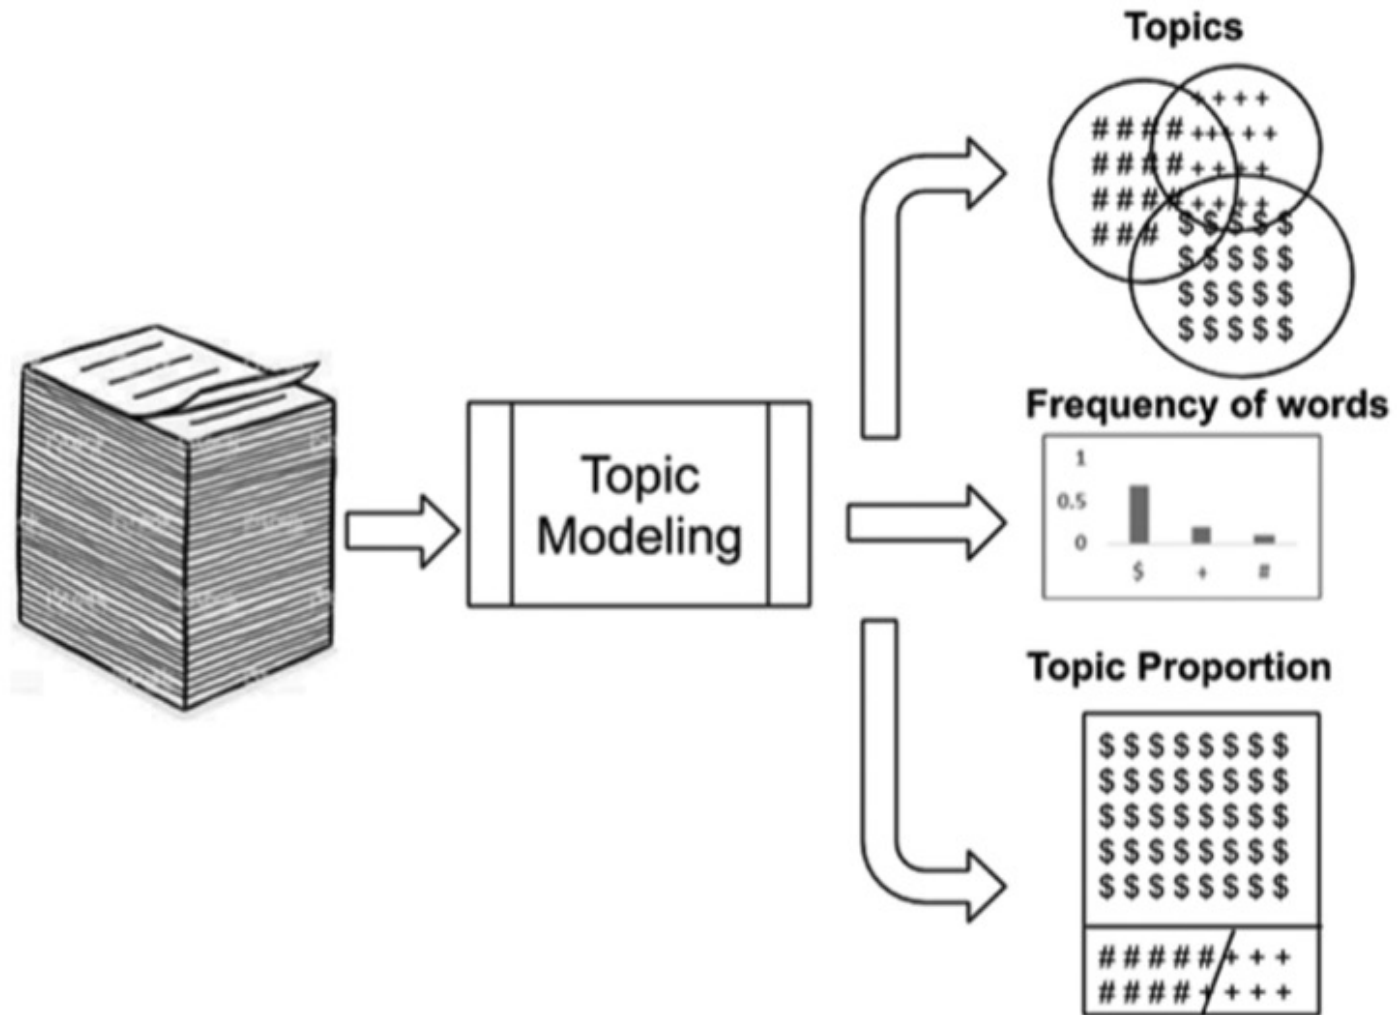 Topics
# # # # + + + +
# # # # + + + + +
# # # # + + + +
# # #
$ $ $ $ $
$ $ $ $ $
$ $ $ $ $
$ $ $ $ $
Topic
Modeling
Frequency of words
1
0.5
0
$ + #
Topic Proportion
$ $ $ $ $ $ $ $
$ $ $ $ $ $ $ $
$ $ $ $ $ $ $ $
$ $ $ $ $ $ $ $
$ $ $ $ $ $ $ $
# # # # # + + +
# # # # + + + +